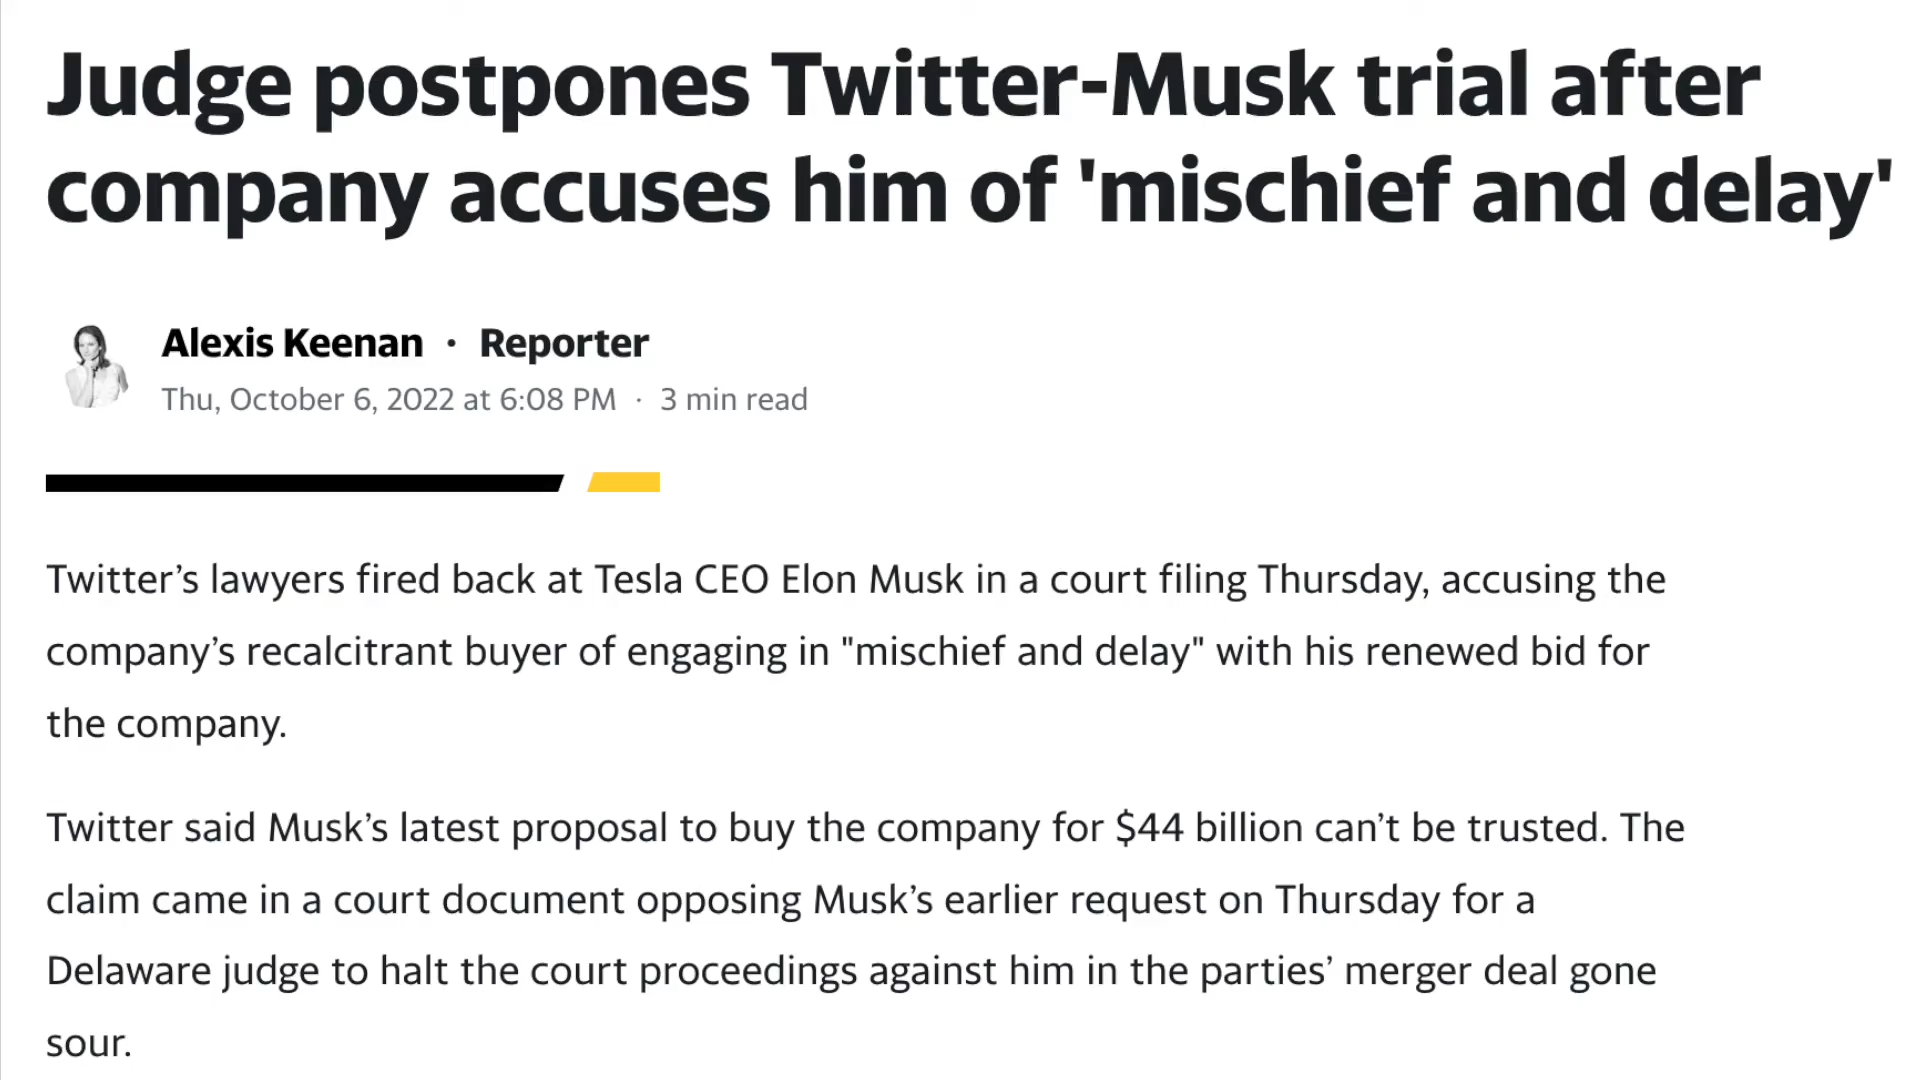 Judge postpones Twitter-Musk trial after
company accuses him of 'mischief and delay'
Alexis Keenan · Reporter
Thu, October 6, 2022 at 6:08 PM · 3 min read
Twitter’s lawyers fired back at Tesla CEO Elon Musk in a court filing Thursday, accusing the
company’s recalcitrant buyer of engaging in "mischief and delay" with his renewed bid for
the company.
Twitter said Musk’s latest proposal to buy the company for $44 billion can’t be trusted. The
claim came in a court document opposing Musk’s earlier request on Thursday for a
Delaware judge to halt the court proceedings against him in the parties’ merger deal gone
sour.